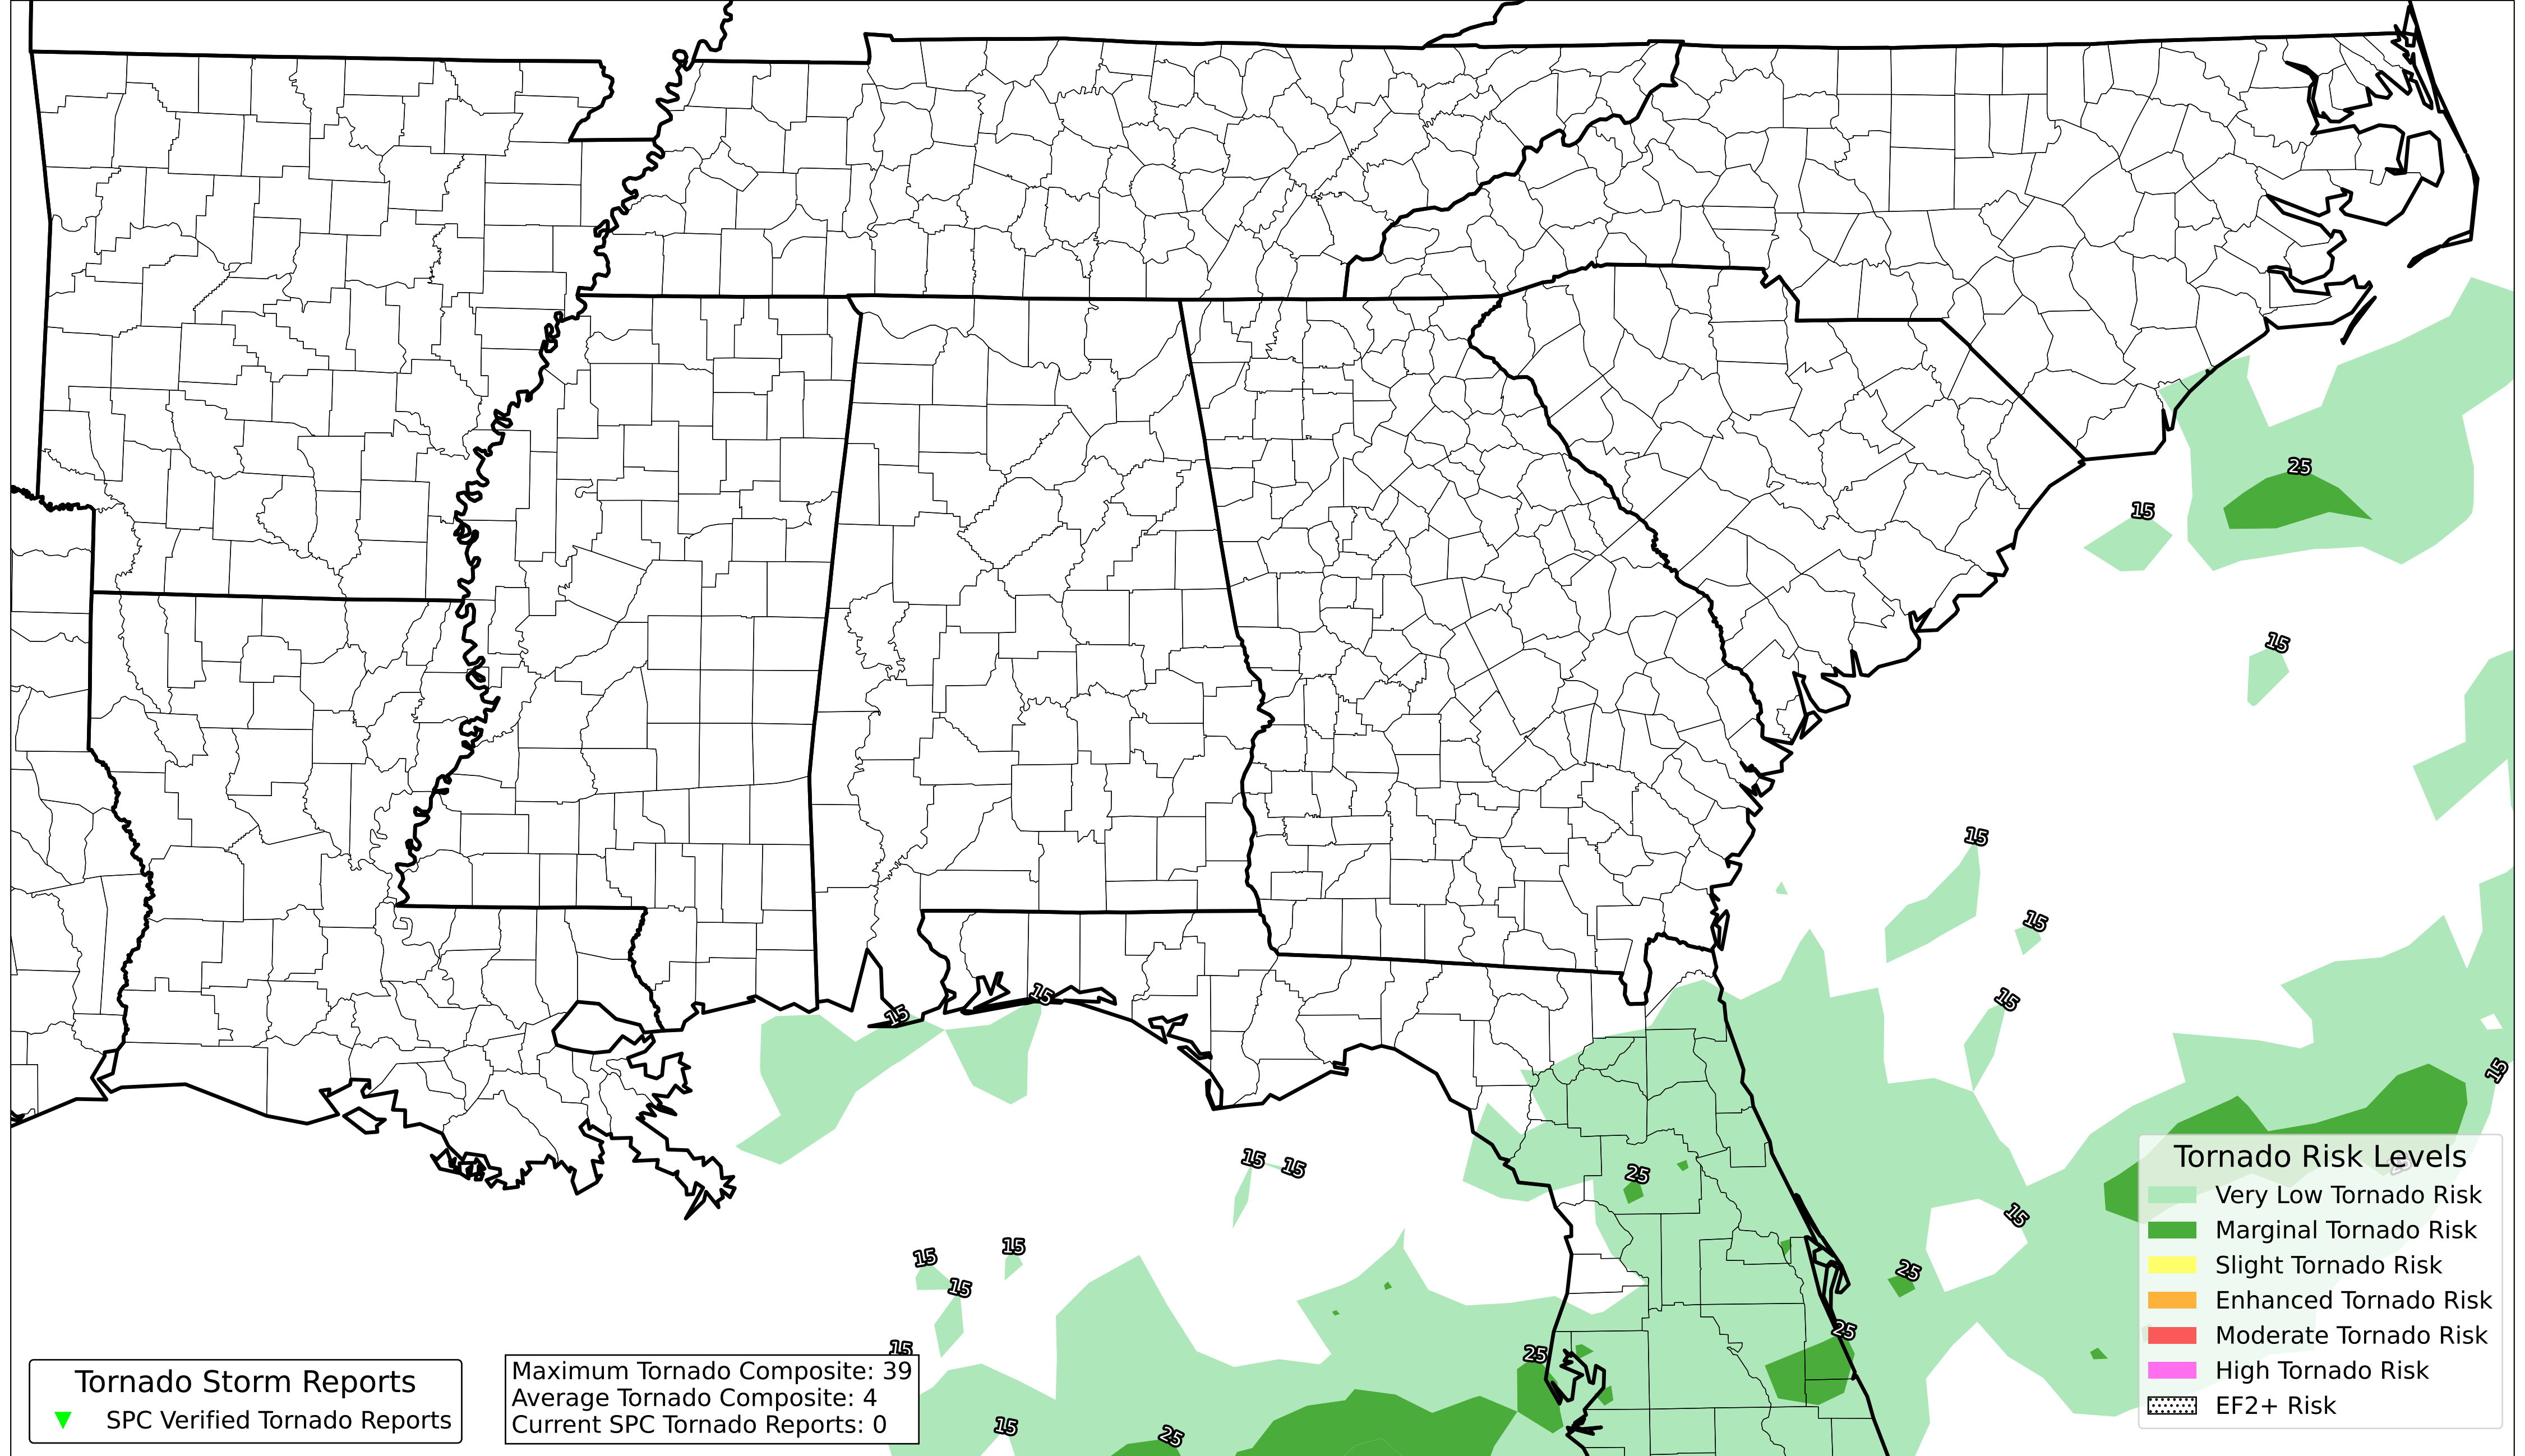 25
15
15
15
15
15
15
15
15
15
15
25
15
25
15
15
15
25
25
15
25
15
25
Tornado Risk Levels
Very Low Tornado Risk
Marginal Tornado Risk
Slight Tornado Risk
Enhanced Tornado Risk
Moderate Tornado Risk
High Tornado Risk
EF2+ Risk
Tornado Storm Reports
SPC Verified Tornado Reports
Maximum Tornado Composite: 39
Average Tornado Composite: 4
Current SPC Tornado Reports: 0